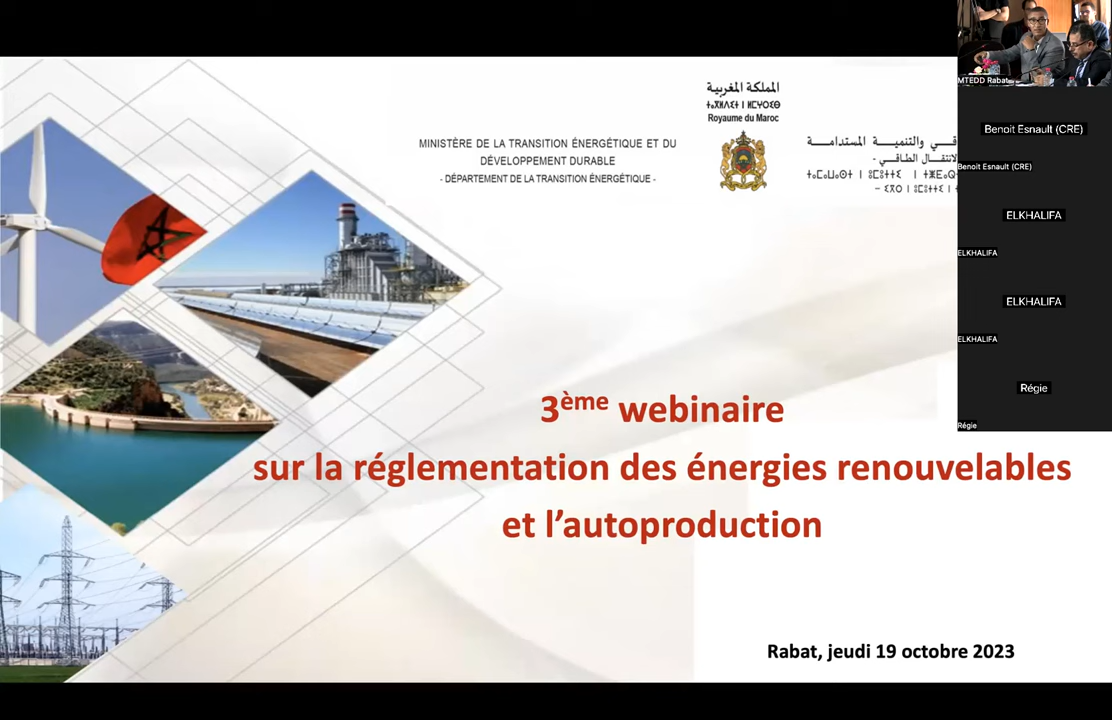 المملكة المغربية
ⵜⴰⴳⵍⴷⵉⵜ ⵏ ⵍⵎⵖⵔⵉⴱ
Royaume du Maroc
MINISTÈRE DE LA TRANSITION ÉNERGÉTIQUE ET DU
DÉVELOPPEMENT DURABLE
- DÉPARTEMENT DE LA TRANSITION ÉNERGÉTIQUE -
والتنمية المستدامة
3ème webinaire
sur la réglementation des énergies renouvelables
et l’autoproduction
Rabat, jeudi 19 octobre 2023
MTEDD Rabat
Benoit Esnault (CRE)
Benoit Esnault (CRE)
ELKHALIFA
ELKHALIFA
ELKHALIFA
ELKHALIFA
Régie
Régie